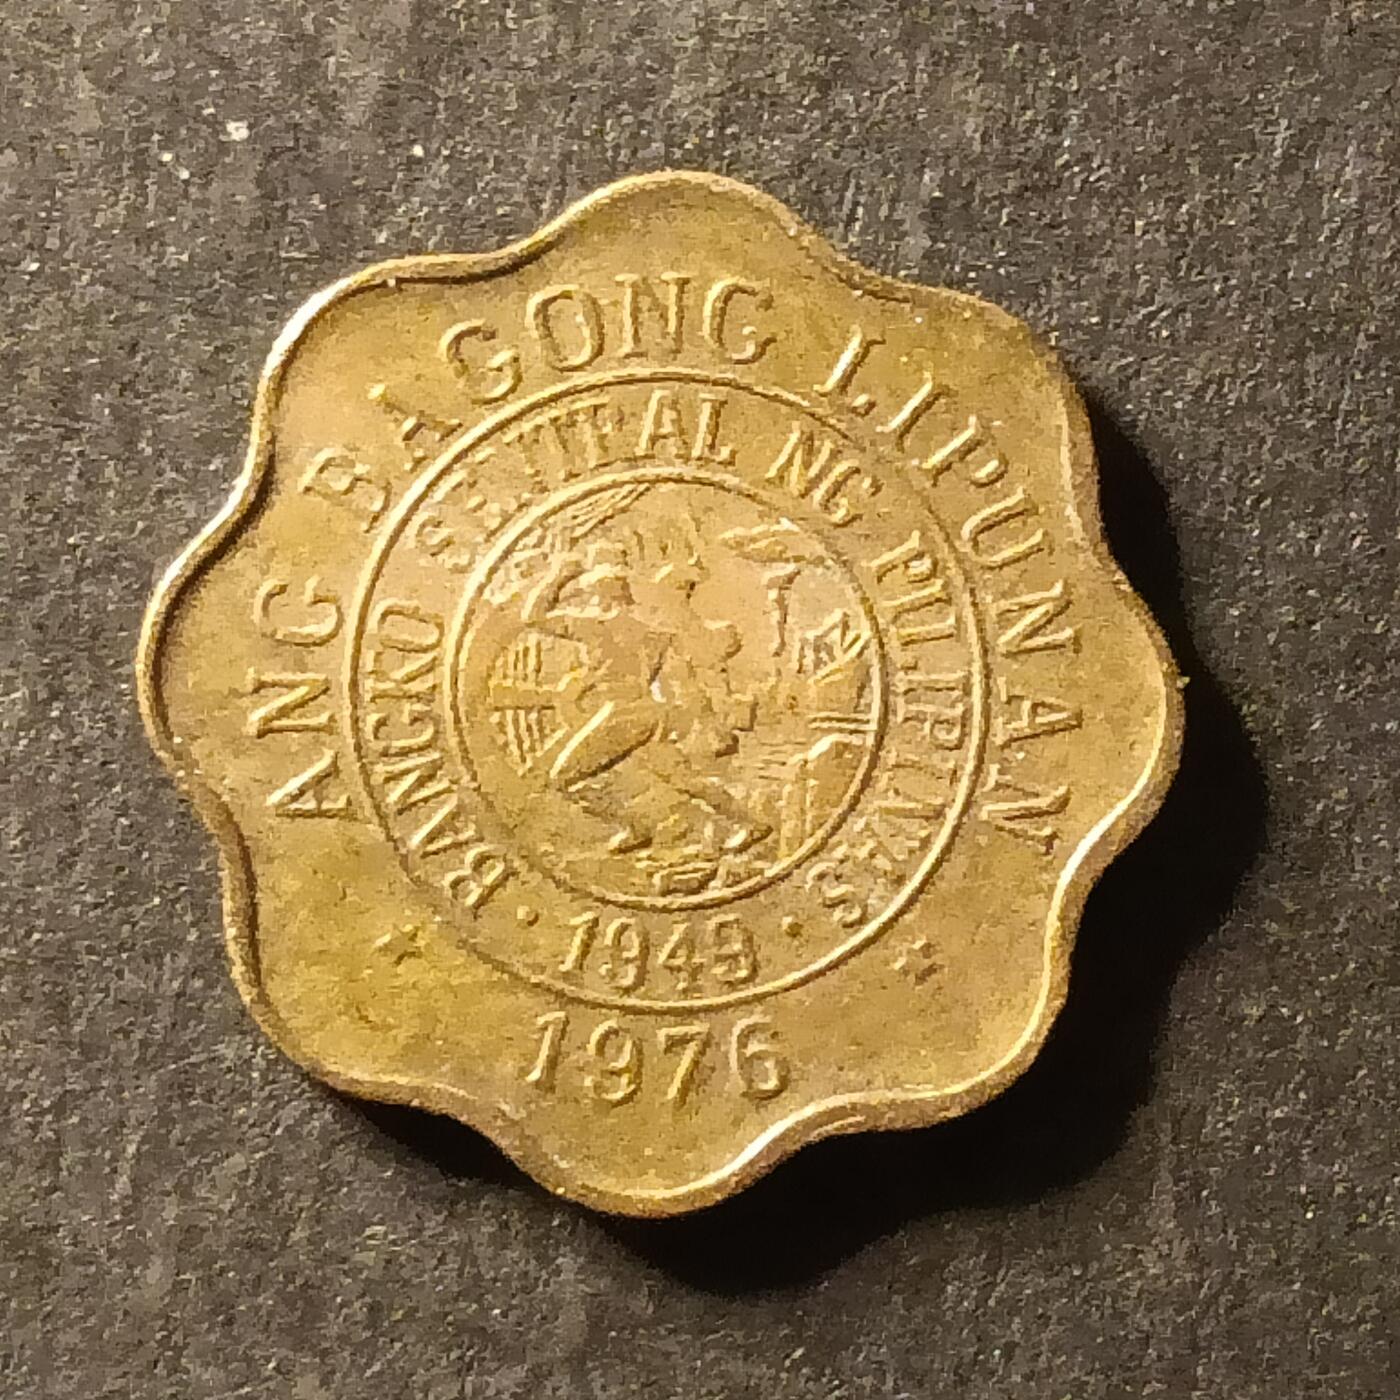 ANG BAGONG LIPUNAN
BANGKO SENTRAL NG PILIPINAS
· 1949 ·
1976